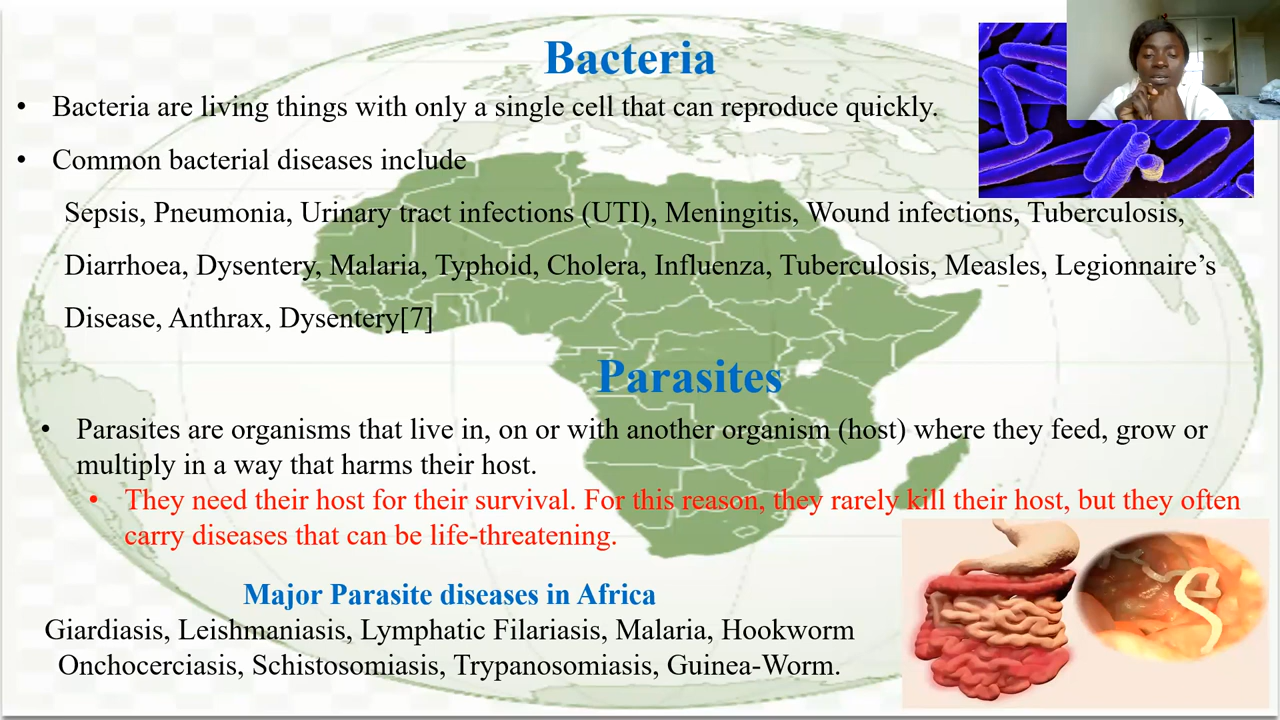 Bacteria
• Bacteria are living things with only a single cell that can reproduce quickly.
• Common bacterial diseases include
Sepsis, Pneumonia, Urinary tract infections (UTI), Meningitis, Wound infections, Tuberculosis,
Diarrhoea, Dysentery, Malaria, Typhoid, Cholera, Influenza, Tuberculosis, Measles, Legionnaire’s
Disease, Anthrax, Dysentery[7]
Parasites
• Parasites are organisms that live in, on or with another organism (host) where they feed, grow or
multiply in a way that harms their host.
• They need their host for their survival. For this reason, they rarely kill their host, but they often
carry diseases that can be life-threatening.
Major Parasite diseases in Africa
Giardiasis, Leishmaniasis, Lymphatic Filariasis, Malaria, Hookworm
Onchocerciasis, Schistosomiasis, Trypanosomiasis, Guinea-Worm.